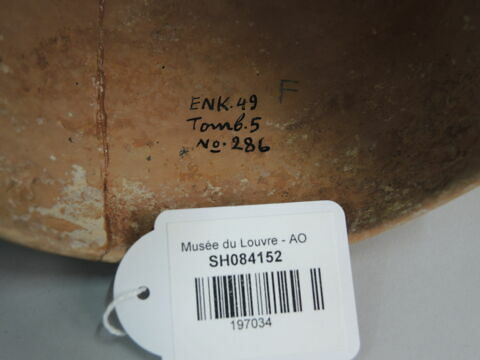 ENK.49 F
Tomb.5
* No. 286
Musée du Louvre - AO
SH084152
197034